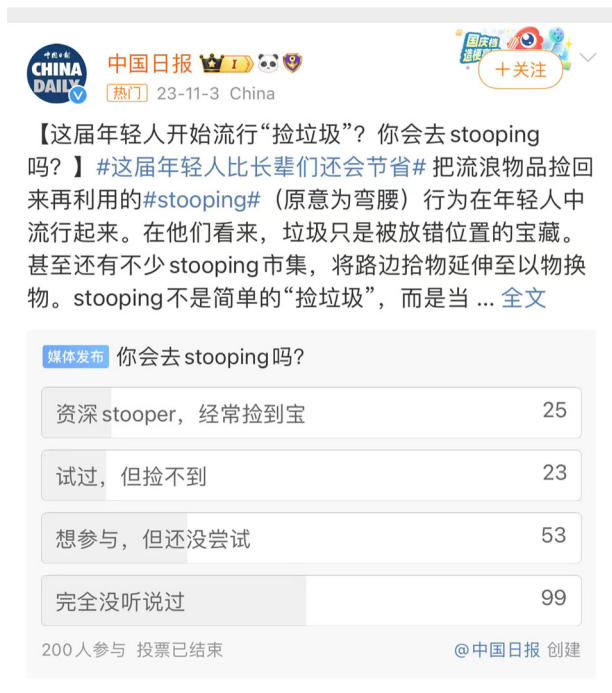 中国日报
CHINA
DAILY
中国日报 I
国庆档
+关注
热门 23-11-3 China
【这届年轻人开始流行“捡垃圾”？你会去stooping
吗？】#这届年轻人比长辈们还会节省# 把流浪物品捡回
来再利用的#stooping#（原意为弯腰）行为在年轻人中
流行起来。在他们看来，垃圾只是被放错位置的宝藏。
甚至还有不少stooping市集，将路边拾物延伸至以物换
物。stooping不是简单的“捡垃圾”，而是当 ... 全文
媒体发布 你会去stooping吗？
资深stooper，经常捡到宝 25
试过，但捡不到 23
想参与，但还没尝试 53
完全没听说过 99
200人参与 投票已结束 @中国日报 创建